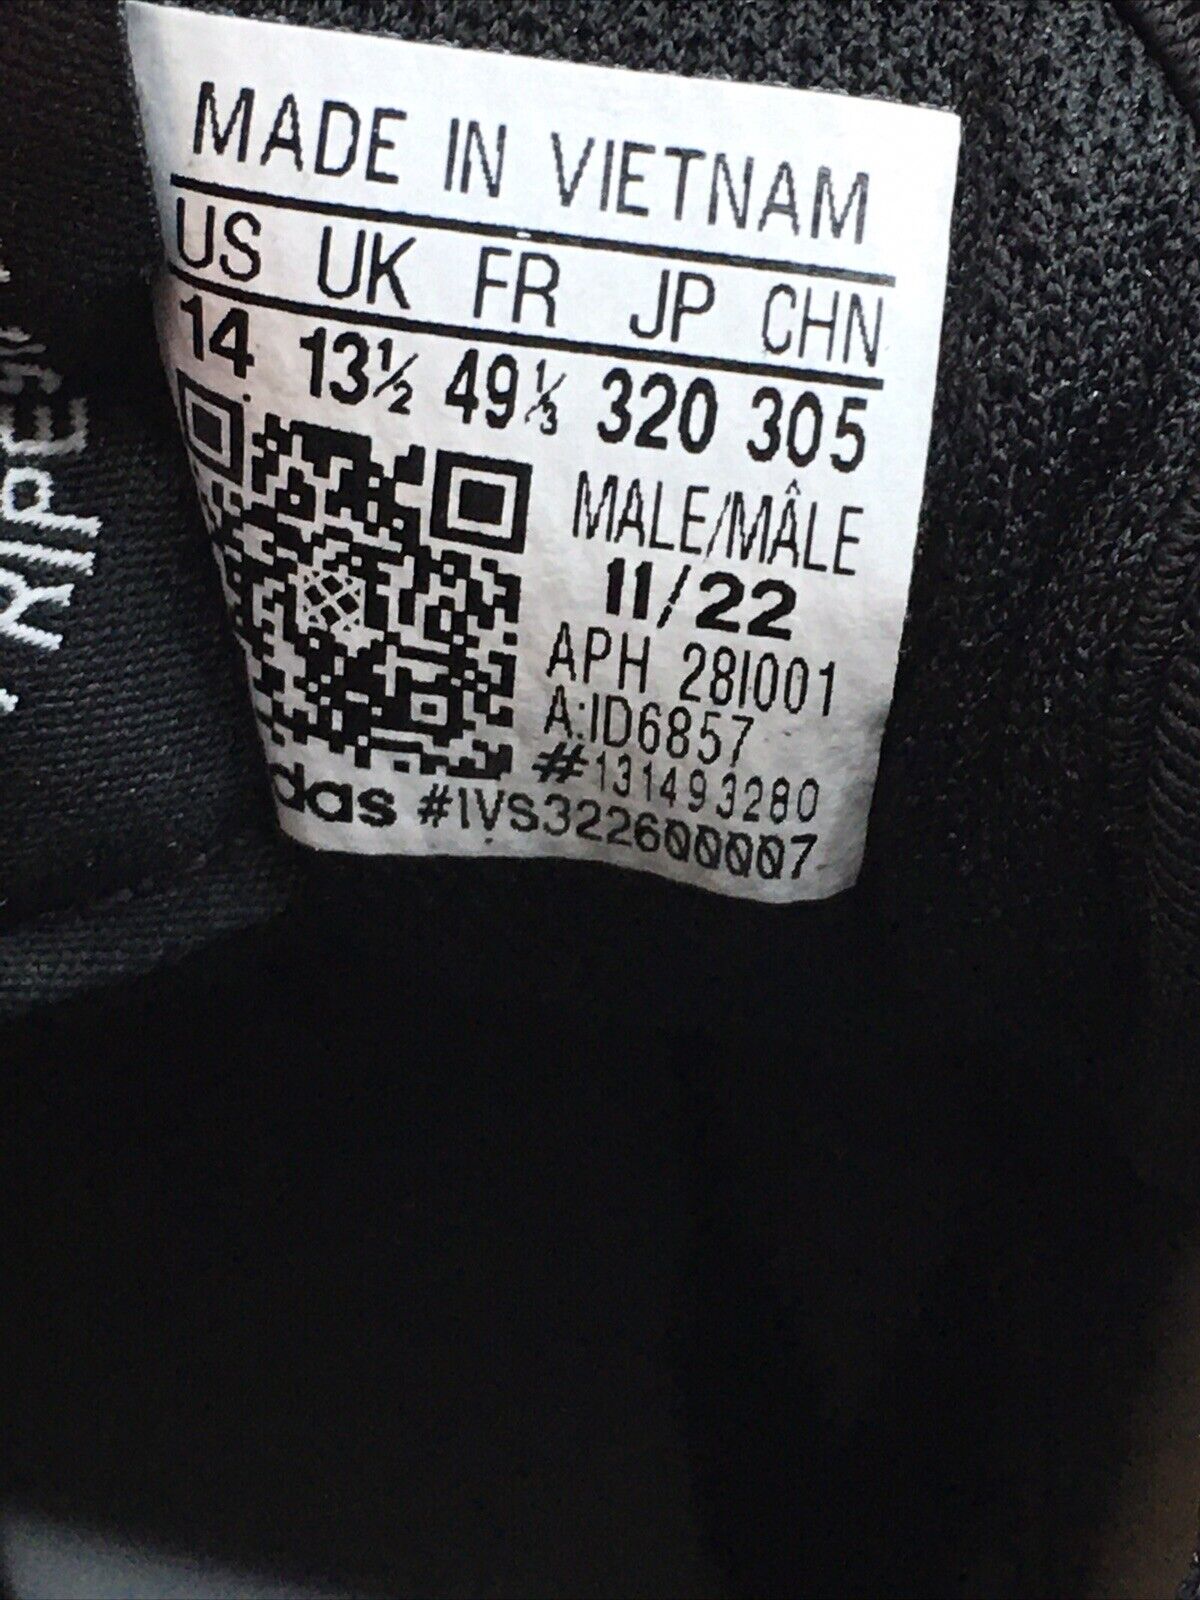 MADE IN VIETNAM
US UK FR JP CHN
14 13½ 49⅓ 320 305
MALE/MÂLE
11/22
APH 28I001
A:ID6857
#131493280
#IVS322600007